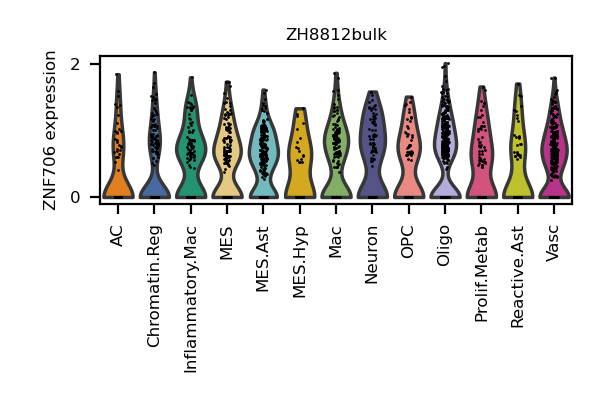 ZH8812bulk
ZNF706 expression
2
0
AC
Chromatin.Reg
Inflammatory.Mac
MES
MES.Ast
MES.Hyp
Mac
Neuron
OPC
Oligo
Prolif.Metab
Reactive.Ast
Vasc